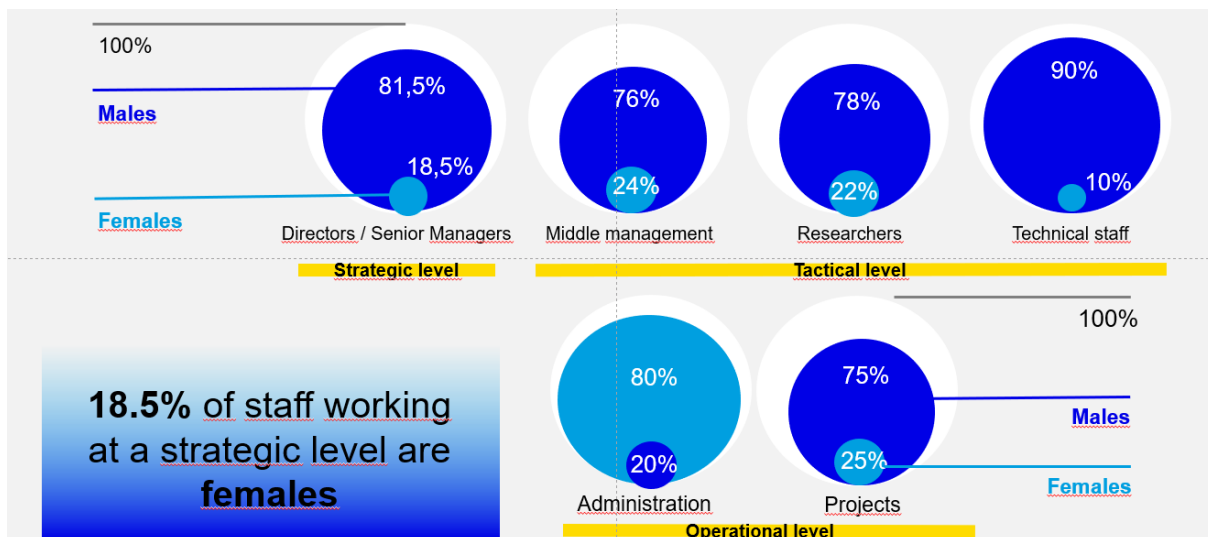 100%
Males
Females
81,5%
18,5%
Directors / Senior Managers
76%
24%
Middle management
78%
22%
Researchers
90%
10%
Technical staff
Strategic level
Tactical level
18.5% of staff working
at a strategic level are
females
80%
20%
Administration
75%
25%
Projects
100%
Males
Females
Operational level